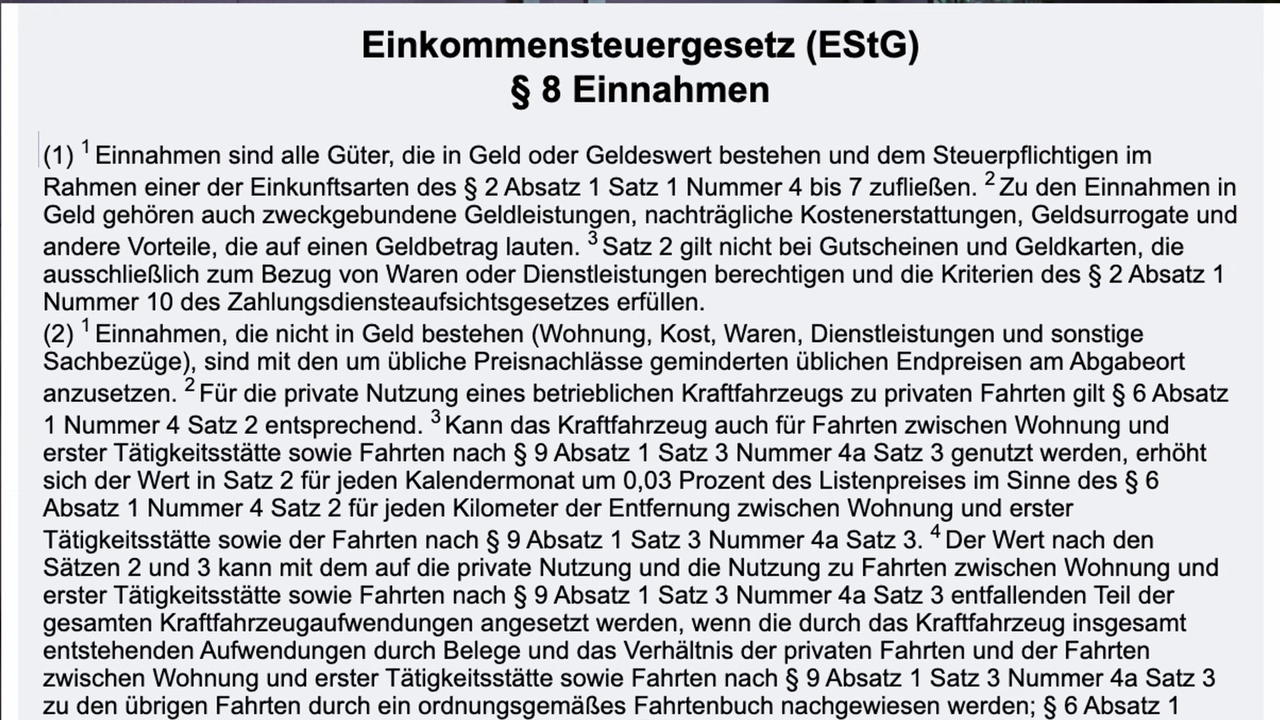 Einkommensteuergesetz (EStG)
§ 8 Einnahmen
(1) ¹ Einnahmen sind alle Güter, die in Geld oder Geldeswert bestehen und dem Steuerpflichtigen im
Rahmen einer der Einkunftsarten des § 2 Absatz 1 Satz 1 Nummer 4 bis 7 zufließen. ² Zu den Einnahmen in
Geld gehören auch zweckgebundene Geldleistungen, nachträgliche Kostenerstattungen, Geldsurrogate und
andere Vorteile, die auf einen Geldbetrag lauten. ³ Satz 2 gilt nicht bei Gutscheinen und Geldkarten, die
ausschließlich zum Bezug von Waren oder Dienstleistungen berechtigen und die Kriterien des § 2 Absatz 1
Nummer 10 des Zahlungsdiensteaufsichtsgesetzes erfüllen.
(2) ¹ Einnahmen, die nicht in Geld bestehen (Wohnung, Kost, Waren, Dienstleistungen und sonstige
Sachbezüge), sind mit den um übliche Preisnachlässe geminderten üblichen Endpreisen am Abgabeort
anzusetzen. ² Für die private Nutzung eines betrieblichen Kraftfahrzeugs zu privaten Fahrten gilt § 6 Absatz
1 Nummer 4 Satz 2 entsprechend. ³ Kann das Kraftfahrzeug auch für Fahrten zwischen Wohnung und
erster Tätigkeitsstätte sowie Fahrten nach § 9 Absatz 1 Satz 3 Nummer 4a Satz 3 genutzt werden, erhöht
sich der Wert in Satz 2 für jeden Kalendermonat um 0,03 Prozent des Listenpreises im Sinne des § 6
Absatz 1 Nummer 4 Satz 2 für jeden Kilometer der Entfernung zwischen Wohnung und erster
Tätigkeitsstätte sowie der Fahrten nach § 9 Absatz 1 Satz 3 Nummer 4a Satz 3. ⁴ Der Wert nach den
Sätzen 2 und 3 kann mit dem auf die private Nutzung und die Nutzung zu Fahrten zwischen Wohnung und
erster Tätigkeitsstätte sowie Fahrten nach § 9 Absatz 1 Satz 3 Nummer 4a Satz 3 entfallenden Teil der
gesamten Kraftfahrzeugaufwendungen angesetzt werden, wenn die durch das Kraftfahrzeug insgesamt
entstehenden Aufwendungen durch Belege und das Verhältnis der privaten Fahrten und der Fahrten
zwischen Wohnung und erster Tätigkeitsstätte sowie Fahrten nach § 9 Absatz 1 Satz 3 Nummer 4a Satz 3
zu den übrigen Fahrten durch ein ordnungsgemäßes Fahrtenbuch nachgewiesen werden; § 6 Absatz 1